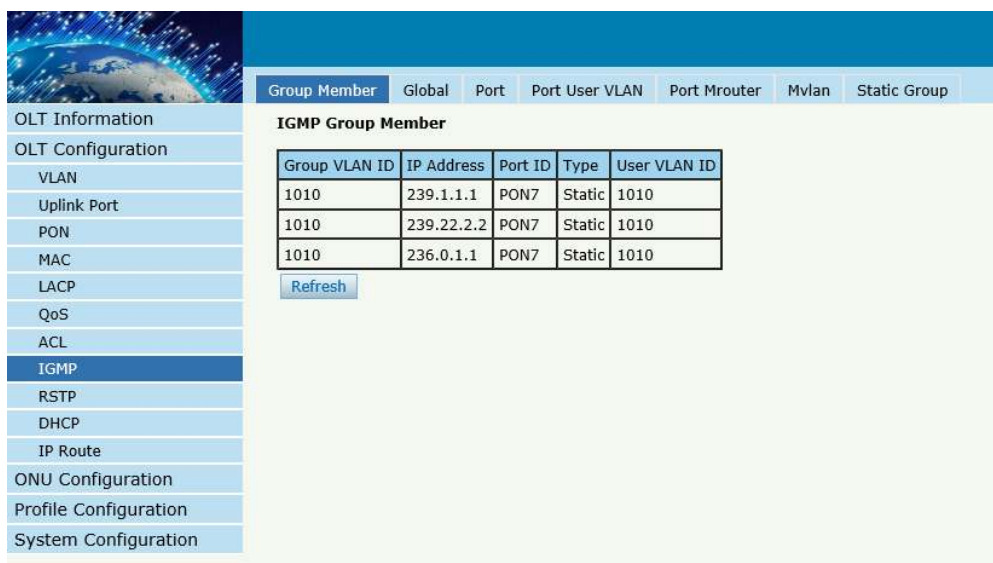 Group Member Global Port Port User VLAN Port Mrouter Mvlan Static Group
OLT Information
OLT Configuration
VLAN
Uplink Port
PON
MAC
LACP
QoS
ACL
IGMP
RSTP
DHCP
IP Route
ONU Configuration
Profile Configuration
System Configuration
IGMP Group Member
Group VLAN ID IP Address Port ID Type User VLAN ID
1010 239.1.1.1 PON7 Static 1010
1010 239.22.2.2 PON7 Static 1010
1010 236.0.1.1 PON7 Static 1010
Refresh